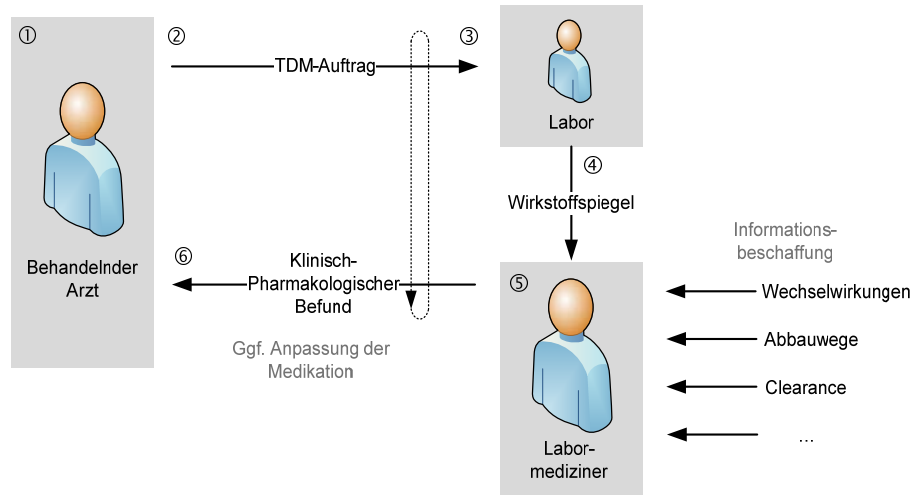 ①
②
③
TDM-Auftrag
Labor
④
Wirkstoffspiegel
Behandelnder
Arzt
⑥
Klinisch-
Pharmakologischer
Befund
Ggf. Anpassung der
Medikation
⑤
Labor-
mediziner
Informations-
beschaffung
Wechselwirkungen
Abbauwege
Clearance
...